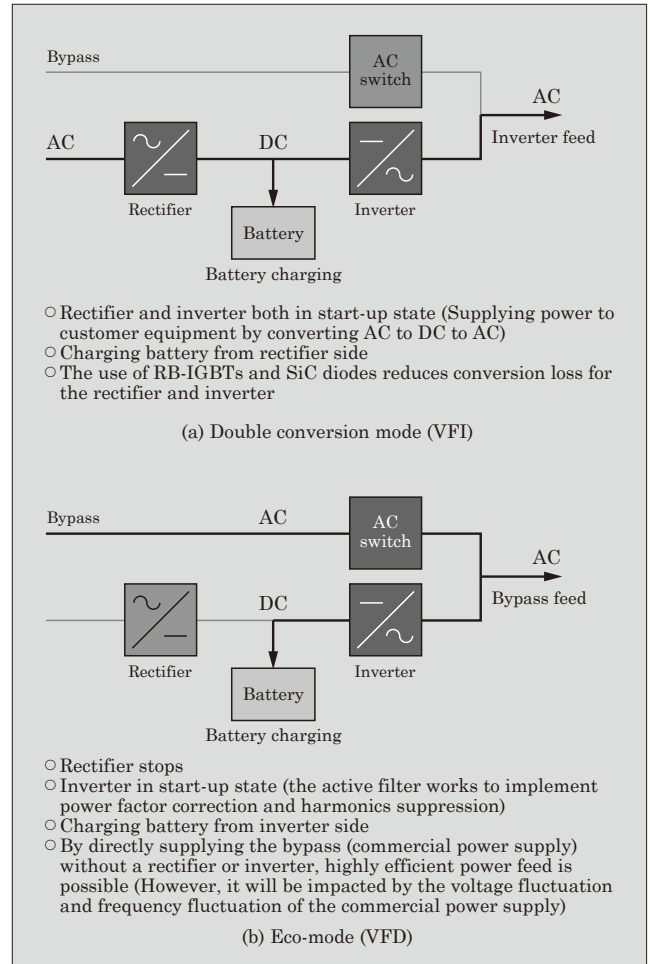 Bypass
AC
switch
AC
AC
DC
Inverter feed
Rectifier
Inverter
Battery
Battery charging
○ Rectifier and inverter both in start-up state (Supplying power to
customer equipment by converting AC to DC to AC)
○ Charging battery from rectifier side
○ The use of RB-IGBTs and SiC diodes reduces conversion loss for
the rectifier and inverter
(a) Double conversion mode (VFI)
Bypass
AC
AC
switch
AC
Bypass feed
DC
Rectifier
Inverter
Battery
Battery charging
○ Rectifier stops
○ Inverter in start-up state (the active filter works to implement
power factor correction and harmonics suppression)
○ Charging battery from inverter side
○ By directly supplying the bypass (commercial power supply)
without a rectifier or inverter, highly efficient power feed is
possible (However, it will be impacted by the voltage fluctuation
and frequency fluctuation of the commercial power supply)
(b) Eco-mode (VFD)